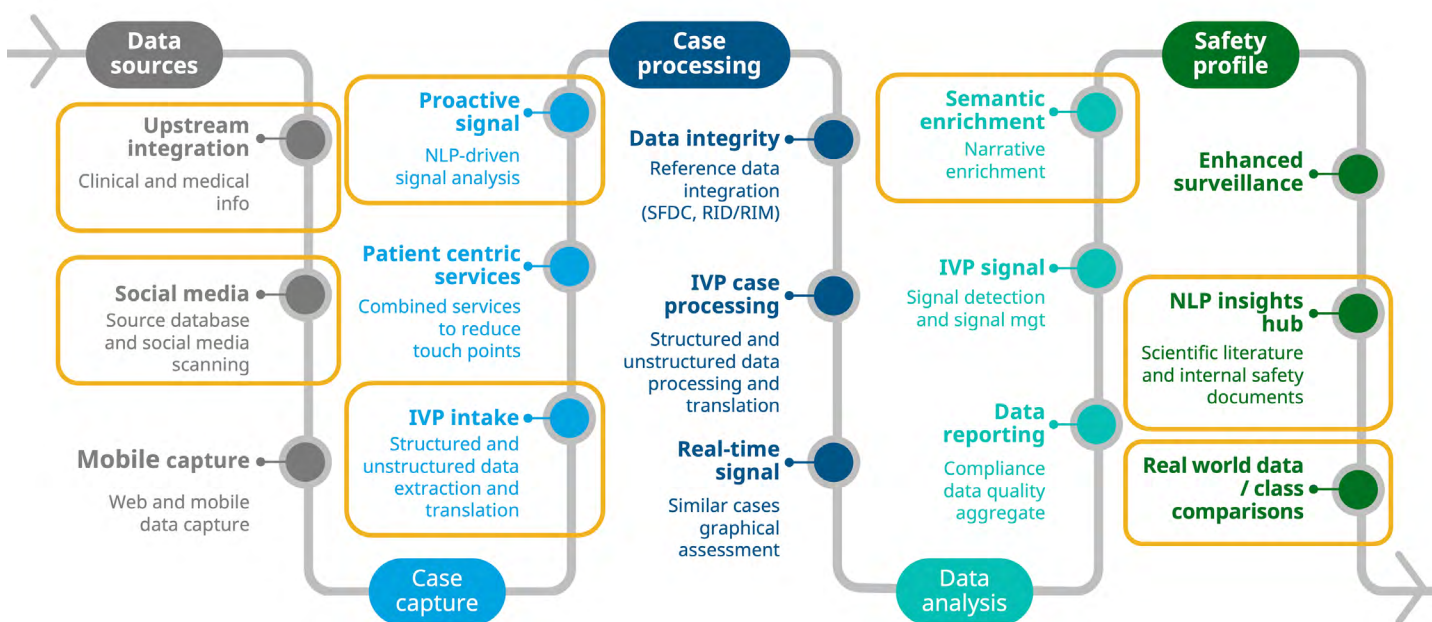 Data
sources
Upstream
integration
Clinical and medical
info
Social media
Source database
and social media
scanning
Mobile capture
Web and mobile
data capture
Proactive
signal
NLP-driven
signal analysis
Patient centric
services
Combined services
to reduce
touch points
IVP intake
Structured and
unstructured data
extraction and
translation
Case
capture
Case
processing
Data integrity
Reference data
integration
(SFDC, RID/RIM)
IVP case
processing
Structured and
unstructured data
processing and
translation
Real-time
signal
Similar cases
graphical
assessment
Semantic
enrichment
Narrative
enrichment
IVP signal
Signal detection
and signal mgt
Data
reporting
Compliance
data quality
aggregate
Data
analysis
Safety
profile
Enhanced
surveillance
NLP insights
hub
Scientific literature
and internal safety
documents
Real world data
/ class
comparisons